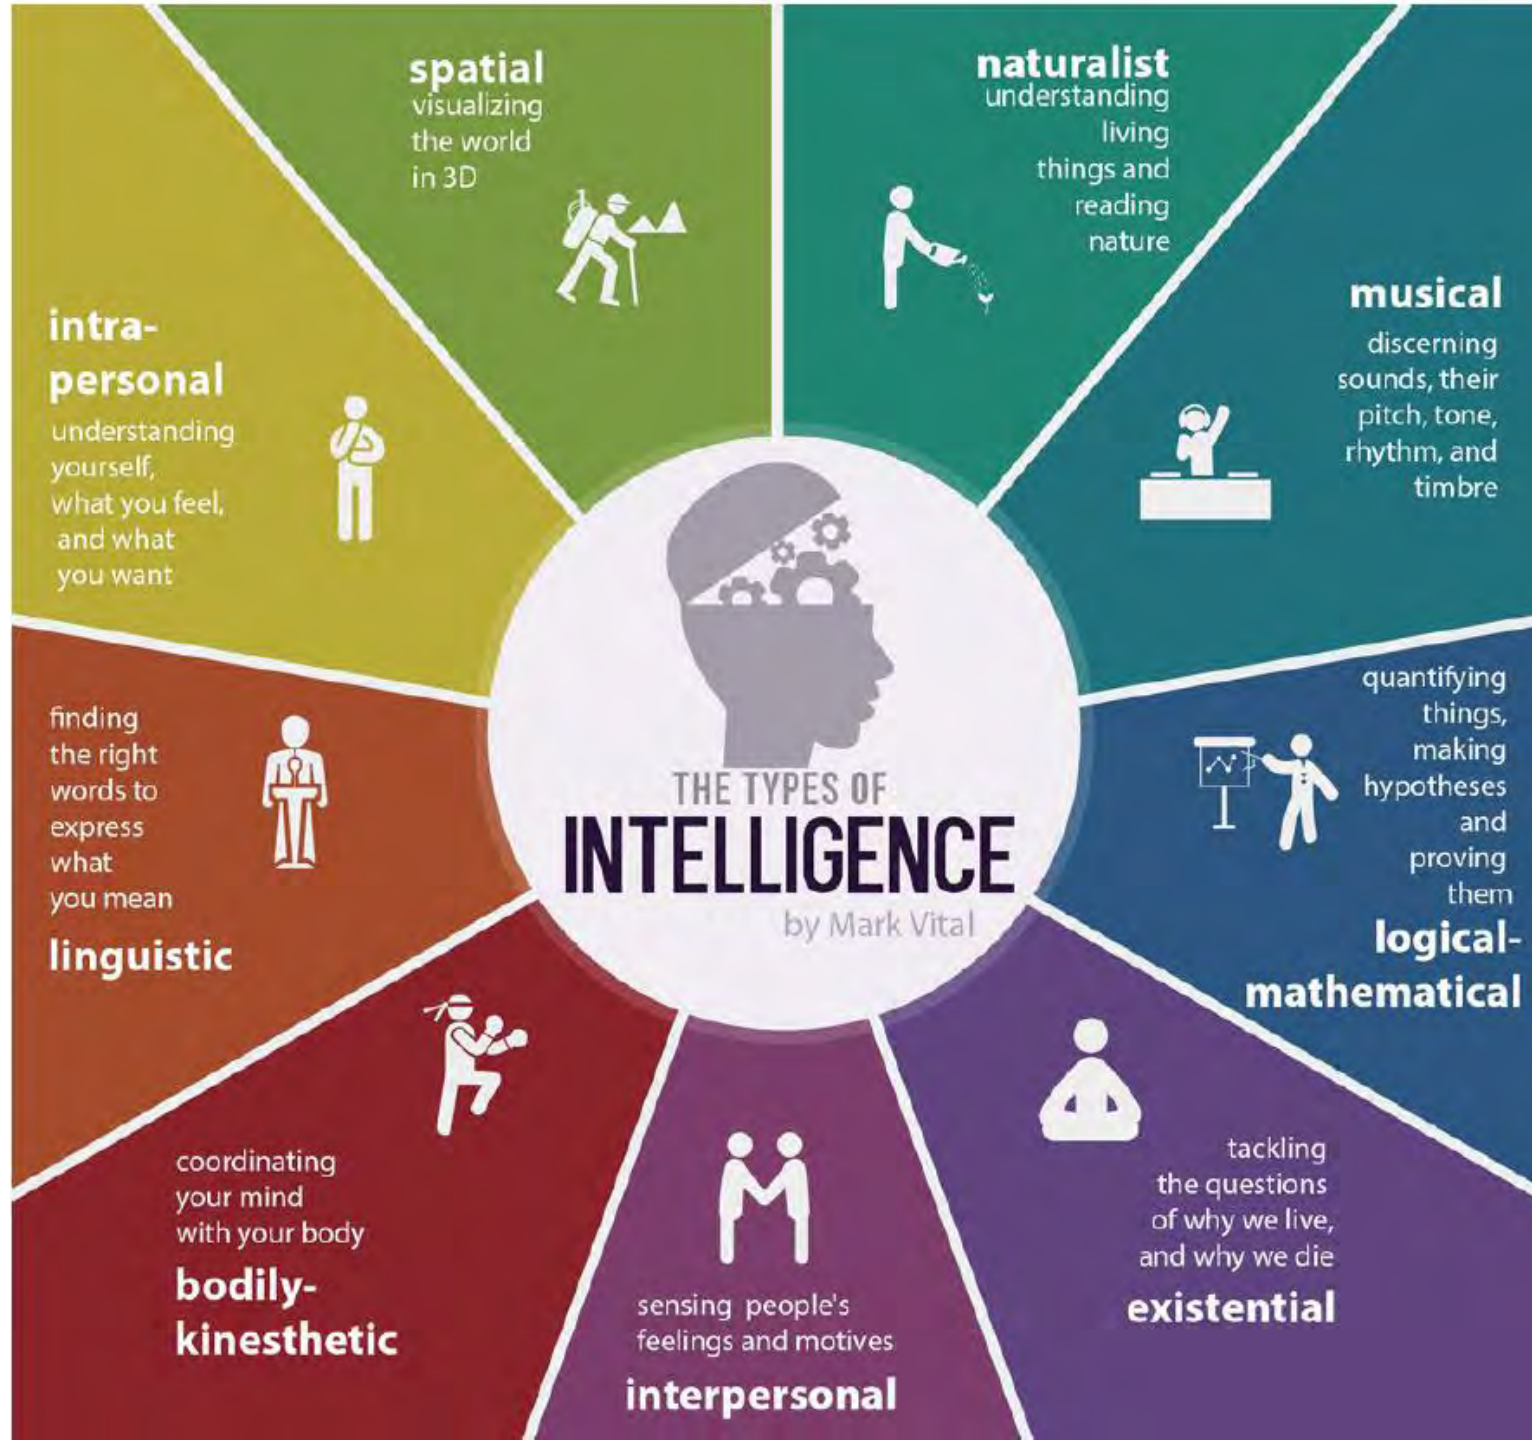 spatial
visualizing
the world
in 3D
naturalist
understanding
living
things and
reading
nature
musical
discerning
sounds, their
pitch, tone,
rhythm, and
timbre
quantifying
things,
making
hypotheses
and
proving
them
logical-
mathematical
tackling
the questions
of why we live,
and why we die
existential
sensing people's
feelings and motives
interpersonal
coordinating
your mind
with your body
bodily-
kinesthetic
finding
the right
words to
express
what
you mean
linguistic
intra-
personal
understanding
yourself,
what you feel,
and what
you want
THE TYPES OF
INTELLIGENCE
by Mark Vital